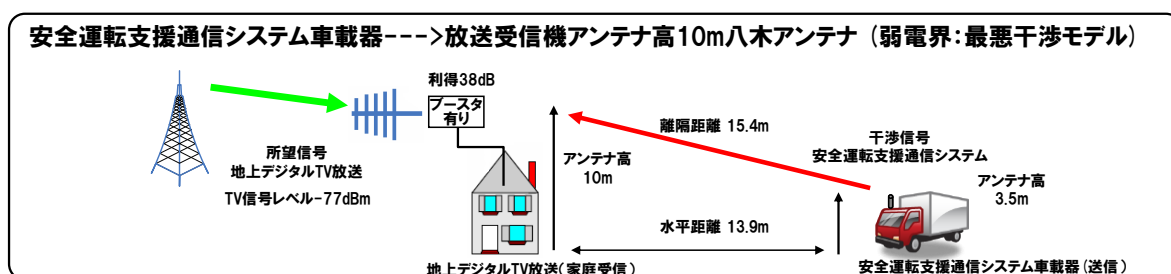 安全運転支援通信システム車載器--->放送受信機アンテナ高10m八木アンテナ (弱電界:最悪干渉モデル)
利得38dB
ブースタ
有り
所望信号
地上デジタルTV放送
TV信号レベル-77dBm
アンテナ高
10m
離隔距離 15.4m
干渉信号
安全運転支援通信システム
アンテナ高
3.5m
水平距離 13.9m
地上デジタルTV放送(家庭受信)
安全運転支援通信システム車載器(送信)